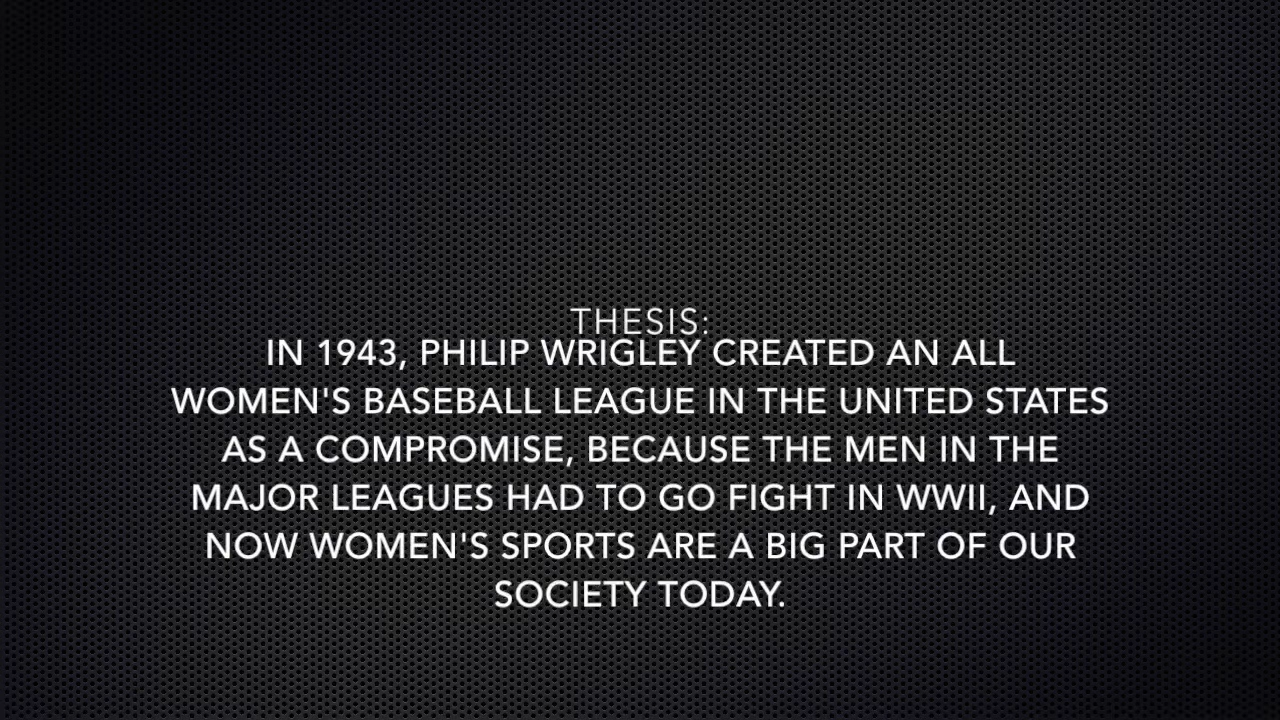 THESIS:
IN 1943, PHILIP WRIGLEY CREATED AN ALL
WOMEN'S BASEBALL LEAGUE IN THE UNITED STATES
AS A COMPROMISE, BECAUSE THE MEN IN THE
MAJOR LEAGUES HAD TO GO FIGHT IN WWII, AND
NOW WOMEN'S SPORTS ARE A BIG PART OF OUR
SOCIETY TODAY.